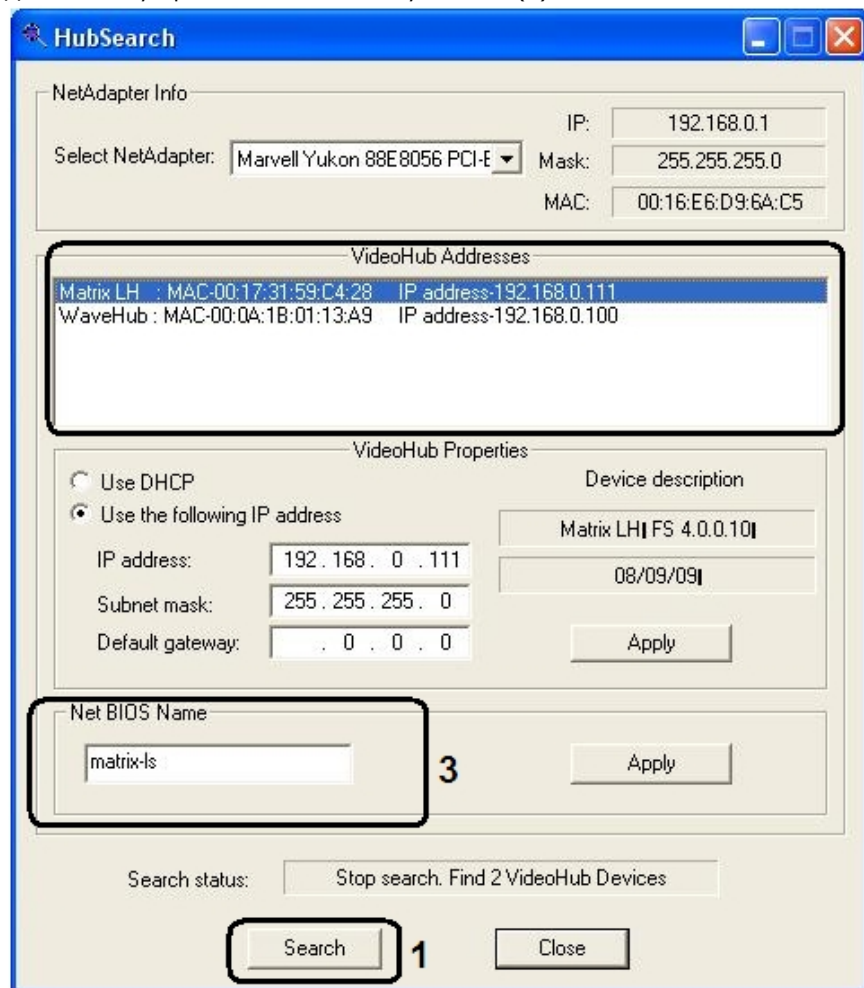 HubSearch
NetAdapter Info
IP: 192.168.0.1
Select NetAdapter: Marvell Yukon 88E8056 PCI-E Mask: 255.255.255.0
MAC: 00:16:E6:D9:6A:C5
VideoHub Addresses
Matrix LH : MAC-00:17:31:59:C4:28 IP address-192.168.0.111
WaveHub : MAC-00:0A:1B:01:13:A9 IP address-192.168.0.100
VideoHub Properties
Use DHCP
Device description
Use the following IP address
Matrix LH FS 4.0.0.10
IP address: 192 . 168 . 0 . 111
08/09/09
Subnet mask: 255 . 255 . 255 . 0
Default gateway: . 0 . 0 . 0
Apply
Net BIOS Name
matrix-ls
3
Apply
Search status: Stop search. Find 2 VideoHub Devices
Search 1 Close